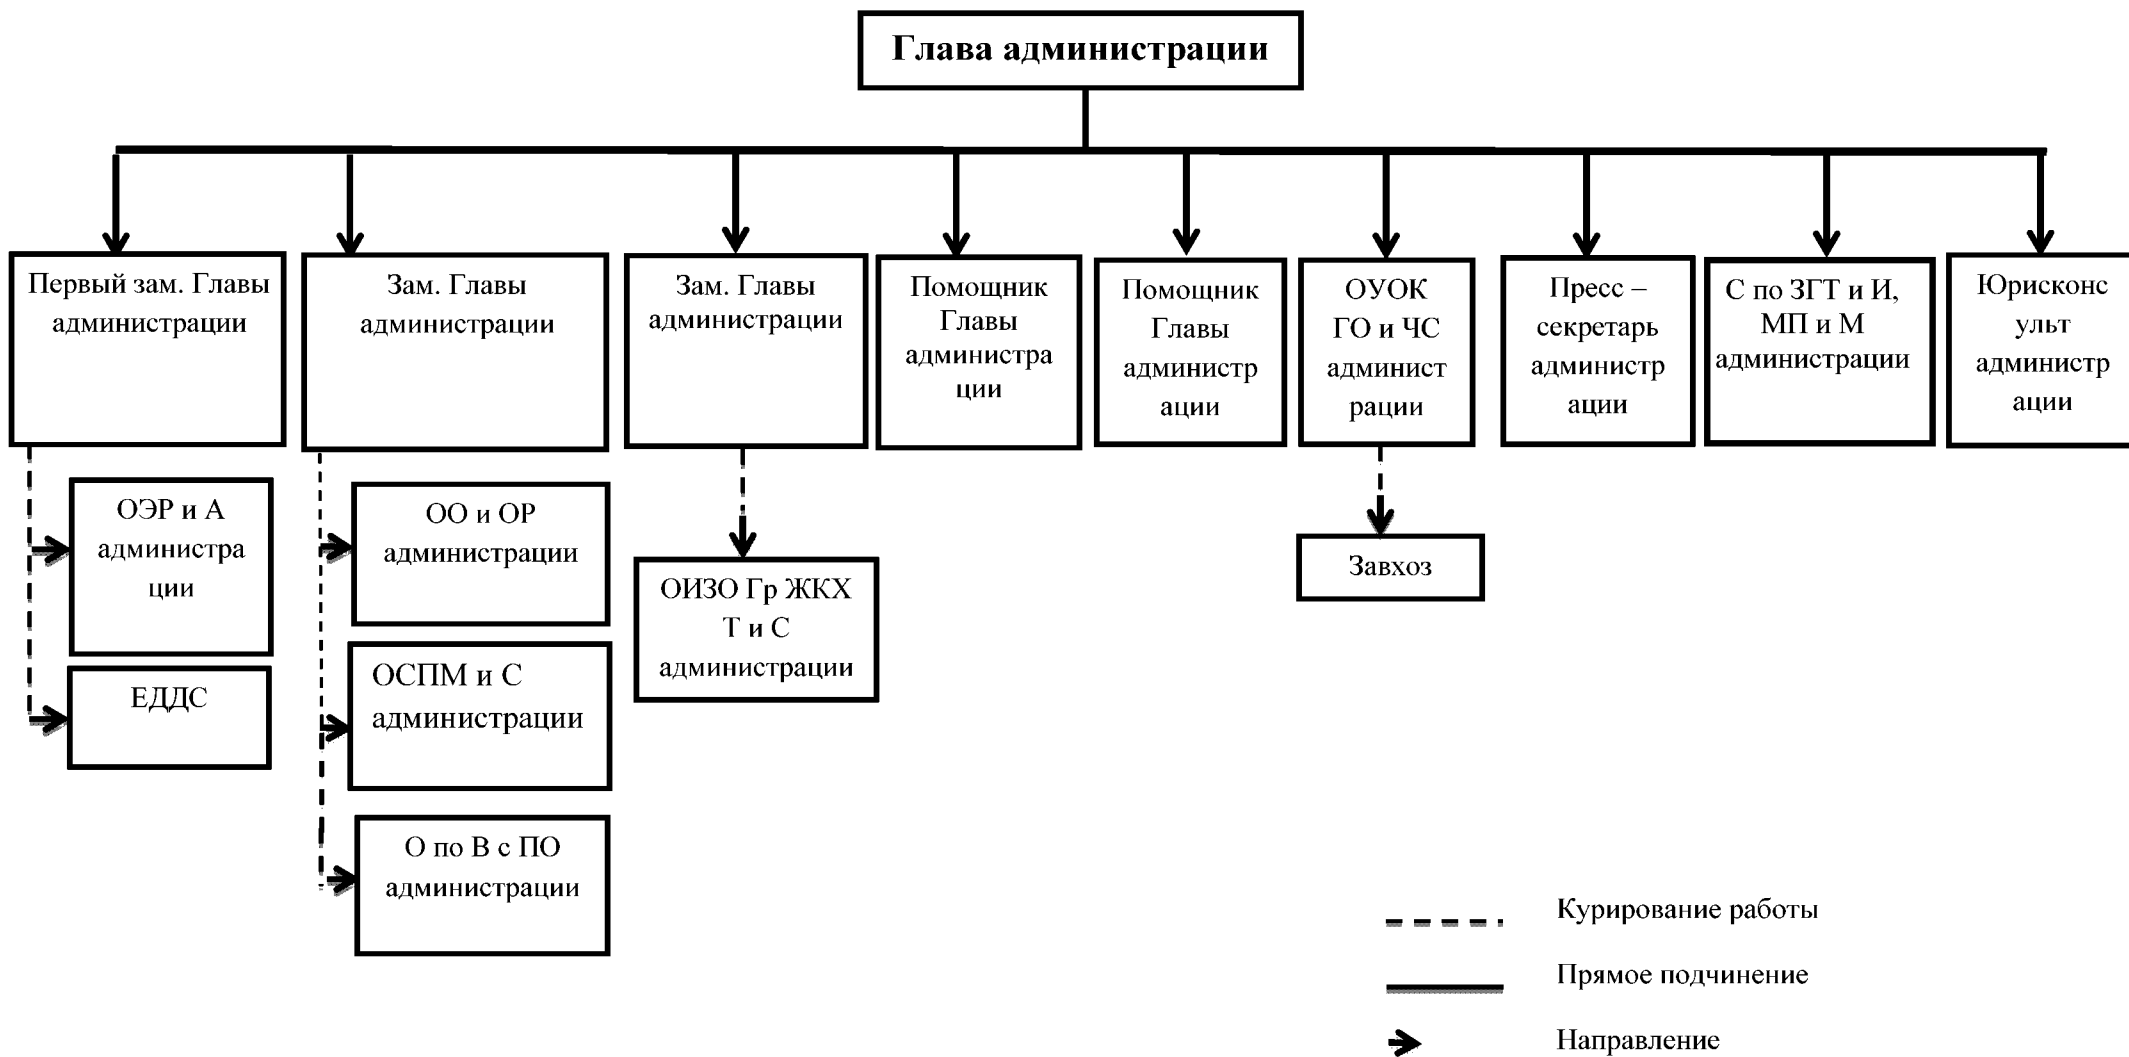 Глава администрации
Первый зам. Главы
администрации
Зам. Главы
администрации
Зам. Главы
администрации
Помощник
Главы
администра
ции
Помощник
Главы
администр
ации
ОУОК
ГО и ЧС
админист
рации
Пресс –
секретарь
администр
ации
С по ЗГТ и И,
МП и М
администрации
Юрисконс
ульт
администр
ации
ОЭР и А
администра
ции
ЕДДС
ОО и ОР
администрации
ОСПМ и С
администрации
О по В с ПО
администрации
ОИЗО Гр ЖКХ
Т и С
администрации
Завхоз
Курирование работы
Прямое подчинение
Направление